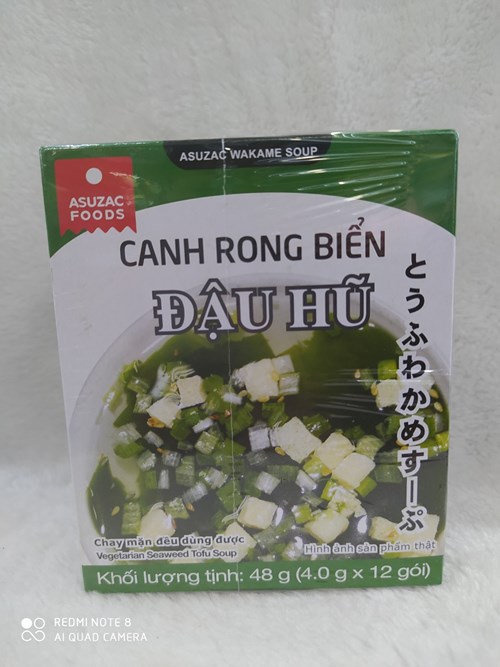 ASUZAC WAKAME SOUP
ASUZAC
FOODS
CANH RONG BIỂN
ĐẬU HŨ
とうふわかめすーぷ
Chay mặn đều dùng được
Vegetarian Seaweed Tofu Soup
Hình ảnh sản phẩm thật
Khối lượng tịnh: 48 g (4.0 g x 12 gói)
REDMI NOTE 8
AI QUAD CAMERA